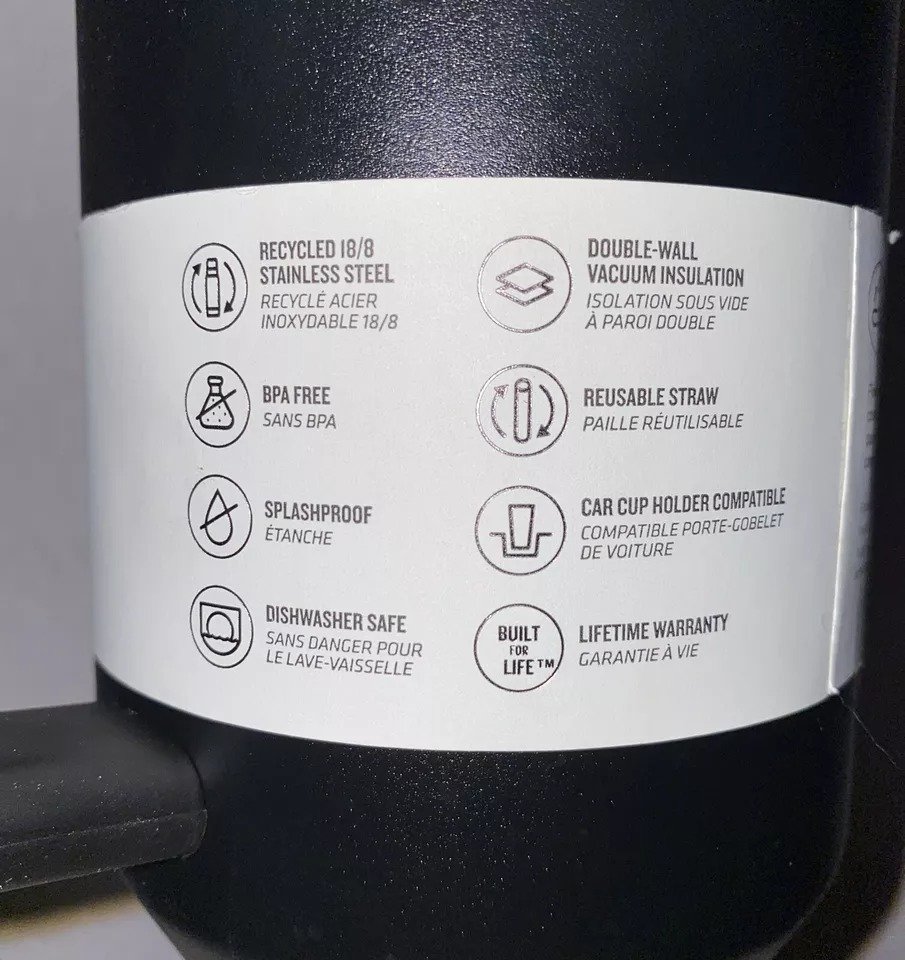 RECYCLED 18/8
STAINLESS STEEL
RECYCLÉ ACIER
INOXYDABLE 18/8
BPA FREE
SANS BPA
SPLASHPROOF
ÉTANCHE
DISHWASHER SAFE
SANS DANGER POUR
LE LAVE-VAISSELLE
DOUBLE-WALL
VACUUM INSULATION
ISOLATION SOUS VIDE
À PAROI DOUBLE
REUSABLE STRAW
PAILLE RÉUTILISABLE
CAR CUP HOLDER COMPATIBLE
COMPATIBLE PORTE-GOBELET
DE VOITURE
BUILT
FOR
LIFE™
LIFETIME WARRANTY
GARANTIE À VIE